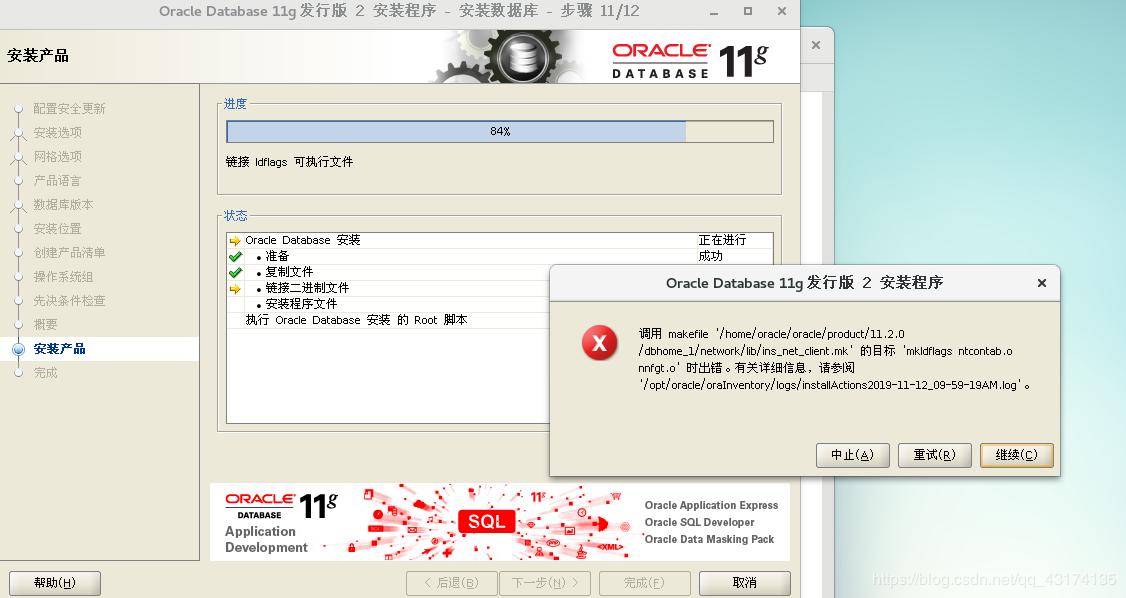 Oracle Database 11g 发行版 2 安装程序 - 安装数据库 - 步骤 11/12
安装产品
ORACLE
DATABASE
11g
配置安全更新
安装选项
网格选项
产品语言
数据库版本
安装位置
创建产品清单
操作系统组
先决条件检查
概要
安装产品
完成
进度
84%
链接 ldflags 可执行文件
状态
Oracle Database 安装 正在进行
• 准备 成功
• 复制文件
• 链接二进制文件
• 安装程序文件
执行 Oracle Database 安装 的 Root 脚本
Oracle Database 11g 发行版 2 安装程序
调用 makefile '/home/oracle/oracle/product/11.2.0
/dbhome_1/network/lib/ins_net_client.mk' 的目标 'mkldflags ntcontab.o
nnfgt.o' 时出错。有关详细信息，请参阅
'/opt/oracle/oraInventory/logs/installActions2019-11-12_09-59-19AM.log'。
中止(A) 重试(R) 继续(C)
ORACLE
DATABASE
11g
Application
Development
11g
SQL
php
<XML>
Oracle Application Express
Oracle SQL Developer
Oracle Data Masking Pack
帮助(H) < 后退(B) 下一步(N) > 完成(F) 取消
https://blog.csdn.net/qq_43174135